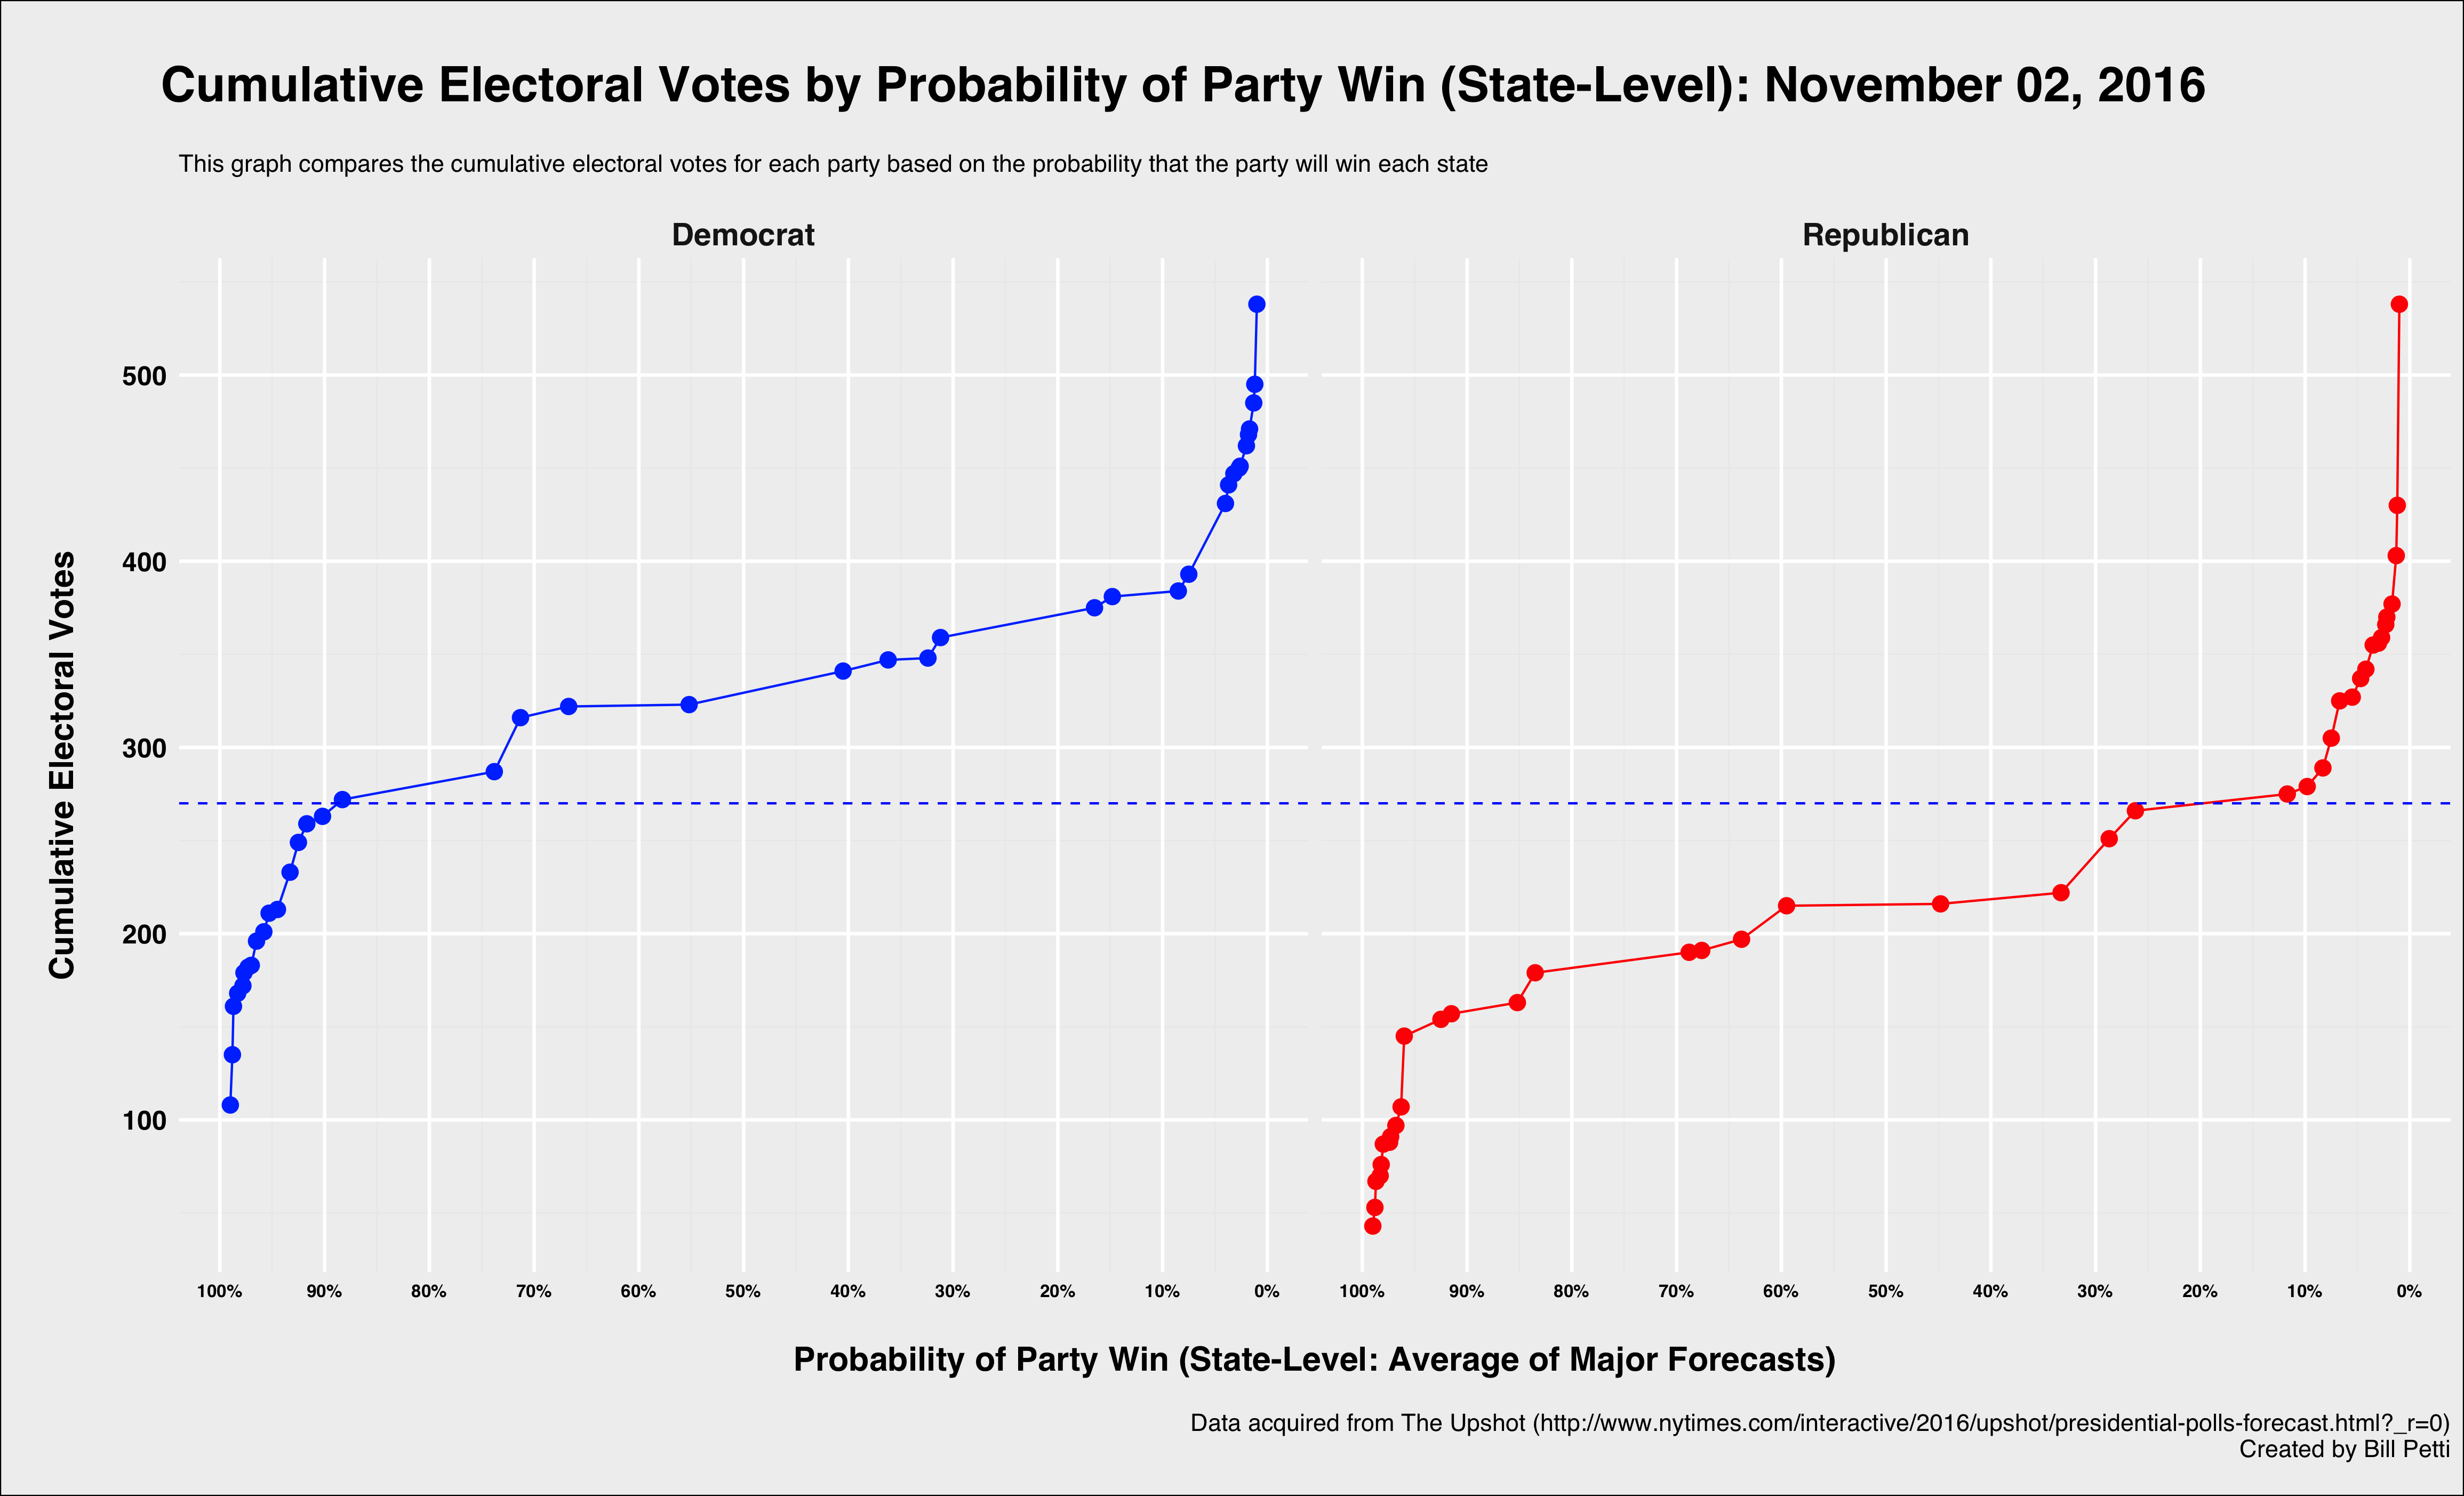 Cumulative Electoral Votes by Probability of Party Win (State-Level): November 02, 2016
This graph compares the cumulative electoral votes for each party based on the probability that the party will win each state
Democrat
Republican
Cumulative Electoral Votes
500
400
300
200
100
100% 90% 80% 70% 60% 50% 40% 30% 20% 10% 0%
100% 90% 80% 70% 60% 50% 40% 30% 20% 10% 0%
Probability of Party Win (State-Level: Average of Major Forecasts)
Data acquired from The Upshot (http://www.nytimes.com/interactive/2016/upshot/presidential-polls-forecast.html?_r=0)
Created by Bill Petti